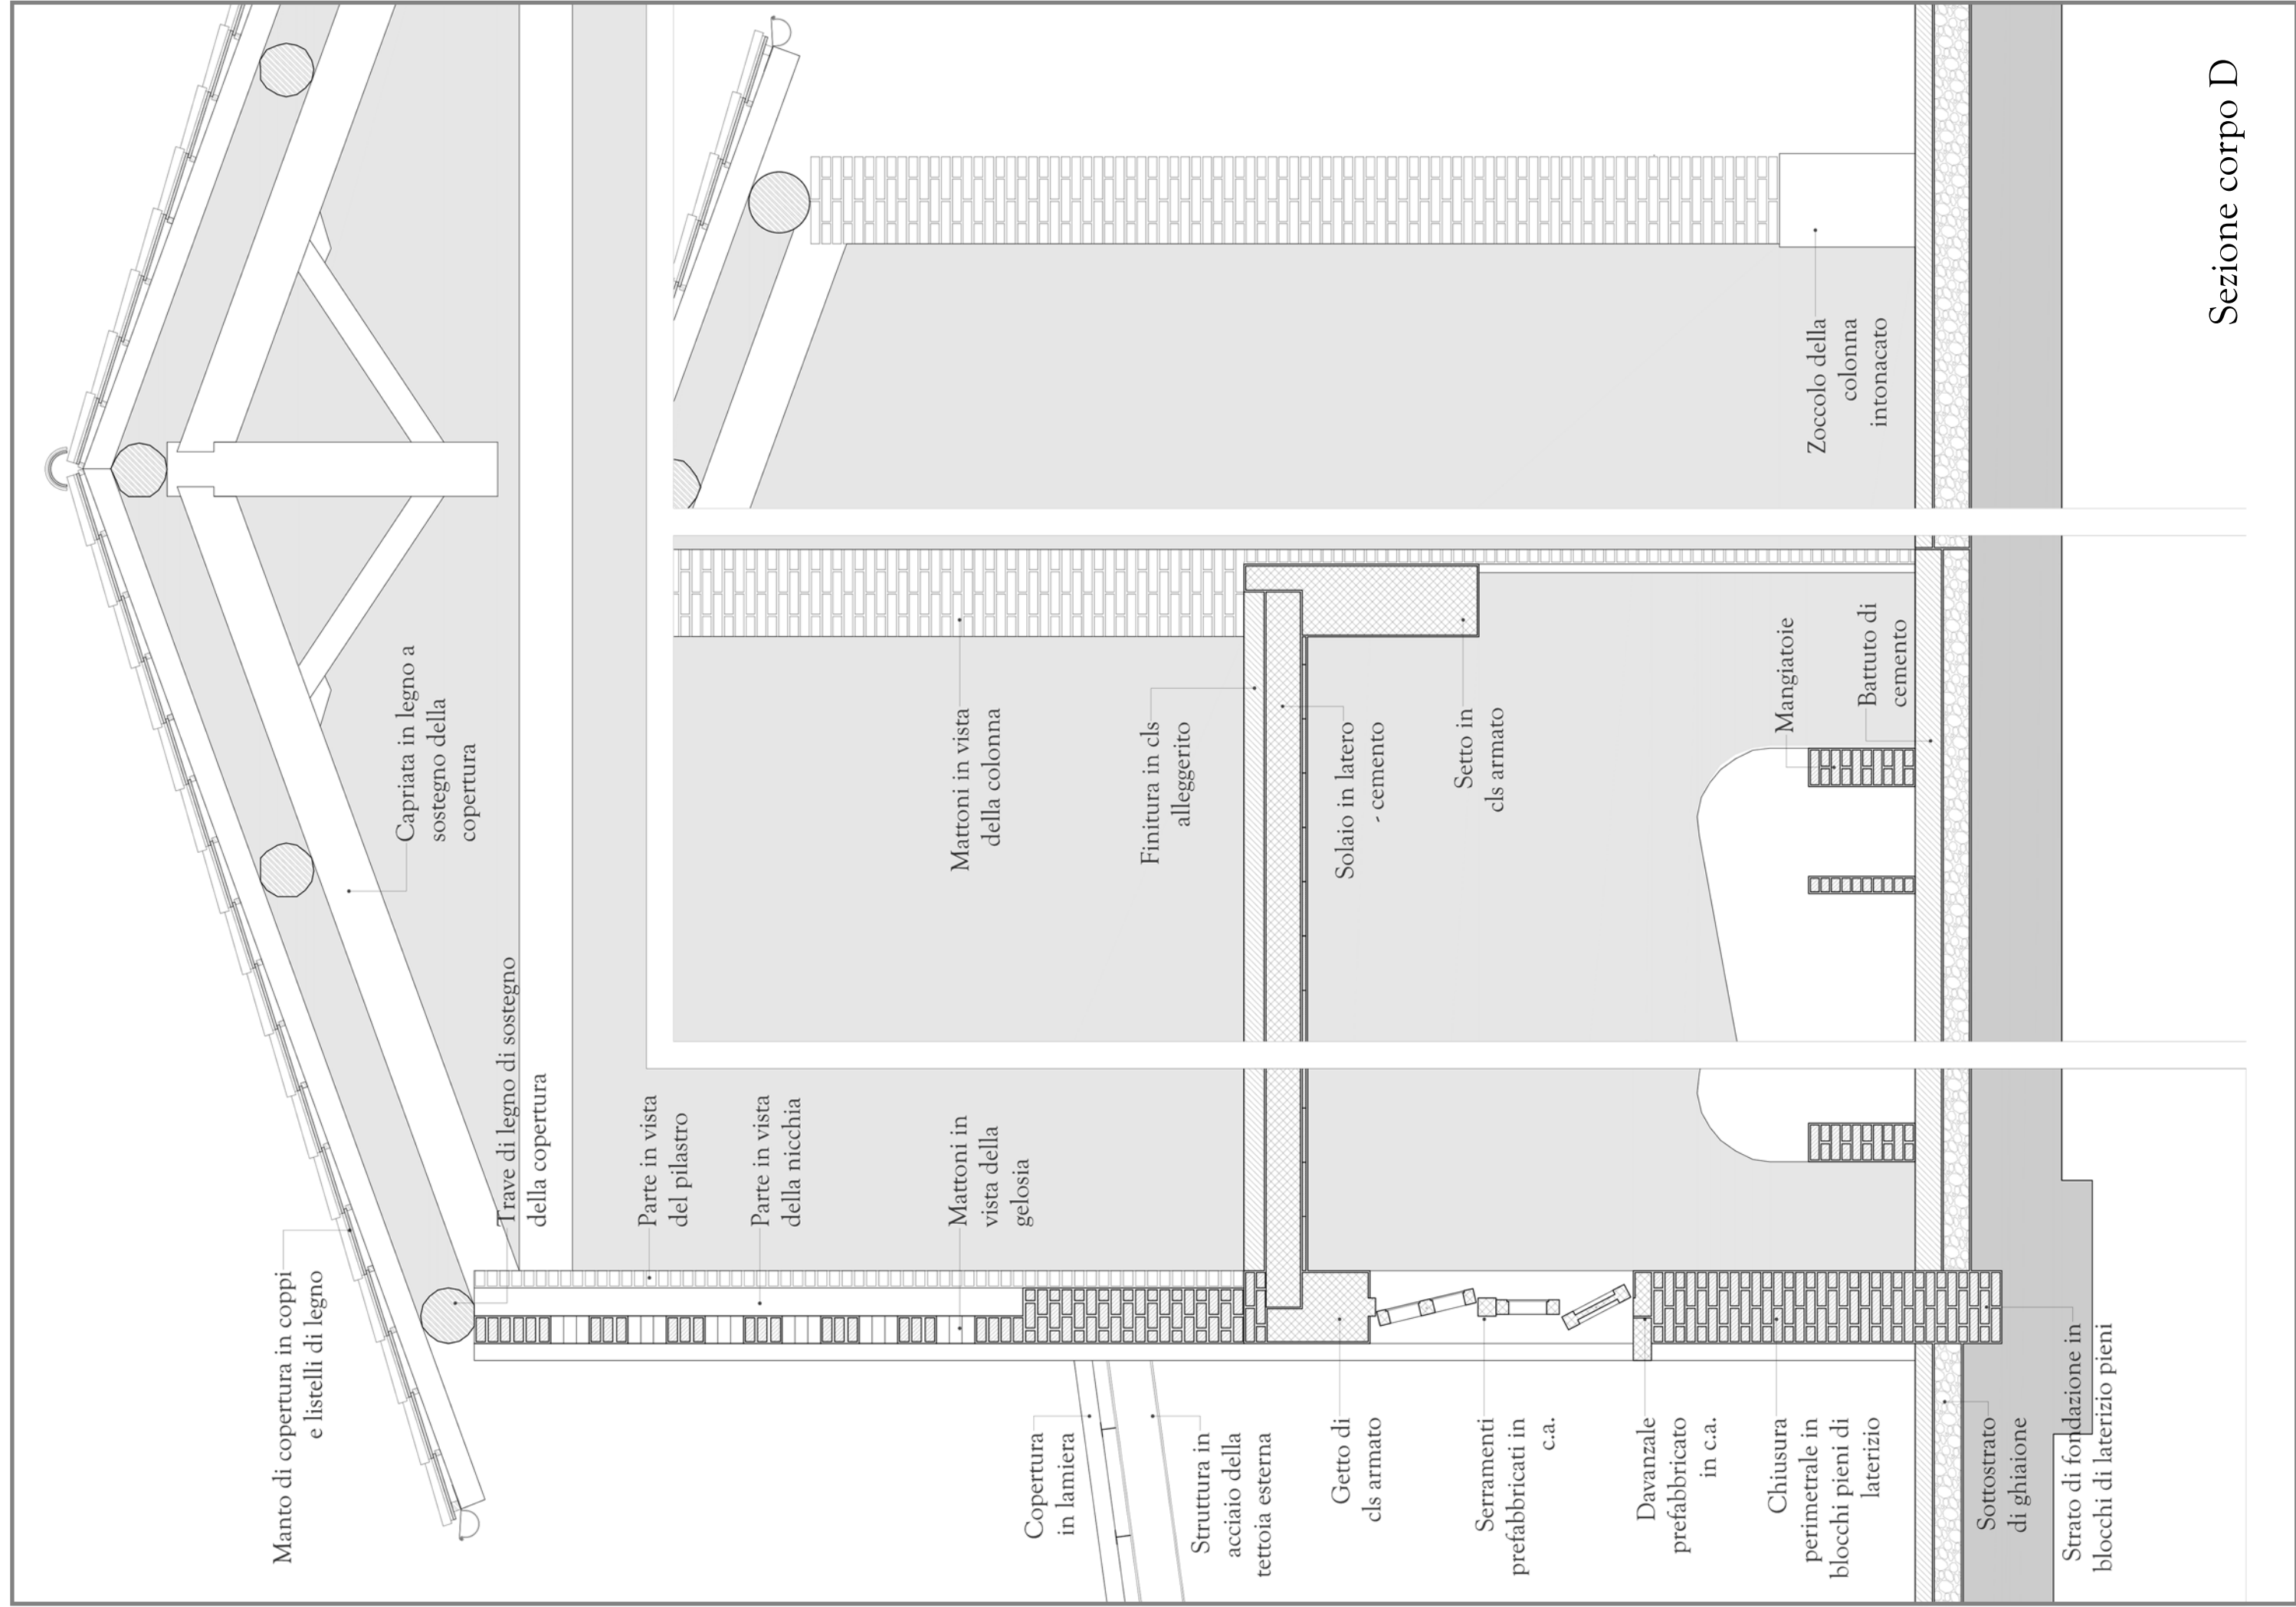 Manto di copertura in coppi
e listelli di legno
Capriata in legno a
sostegno della
copertura
Trave di legno di sostegno
della copertura
Parte in vista
del pilastro
Parte in vista
della nicchia
Mattoni in
vista della
gelosia
Mattoni in vista
della colonna
Copertura
in lamiera
Struttura in
acciaio della
tettoia esterna
Finitura in cls
alleggerito
Solaio in latero
- cemento
Setto in
cls armato
Getto di
cls armato
Serramenti
prefabbricati in
c.a.
Davanzale
prefabbricato
in c.a.
Chiusura
perimetrale in
blocchi pieni di
laterizio
Mangiatoie
Battuto di
cemento
Zoccolo della
colonna
intonacato
Sottostrato
di ghiaione
Strato di fondazione in
blocchi di laterizio pieni
Sezione corpo D